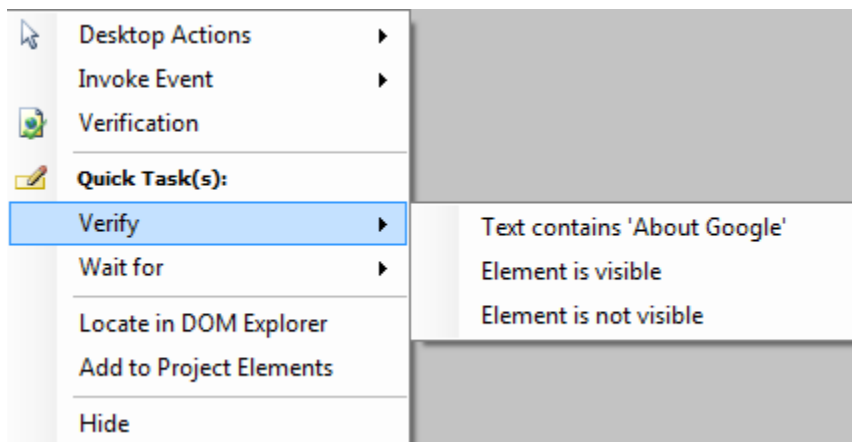 Desktop Actions
Invoke Event
Verification
Quick Task(s):
Verify
Wait for
Locate in DOM Explorer
Add to Project Elements
Hide
Text contains 'About Google'
Element is visible
Element is not visible